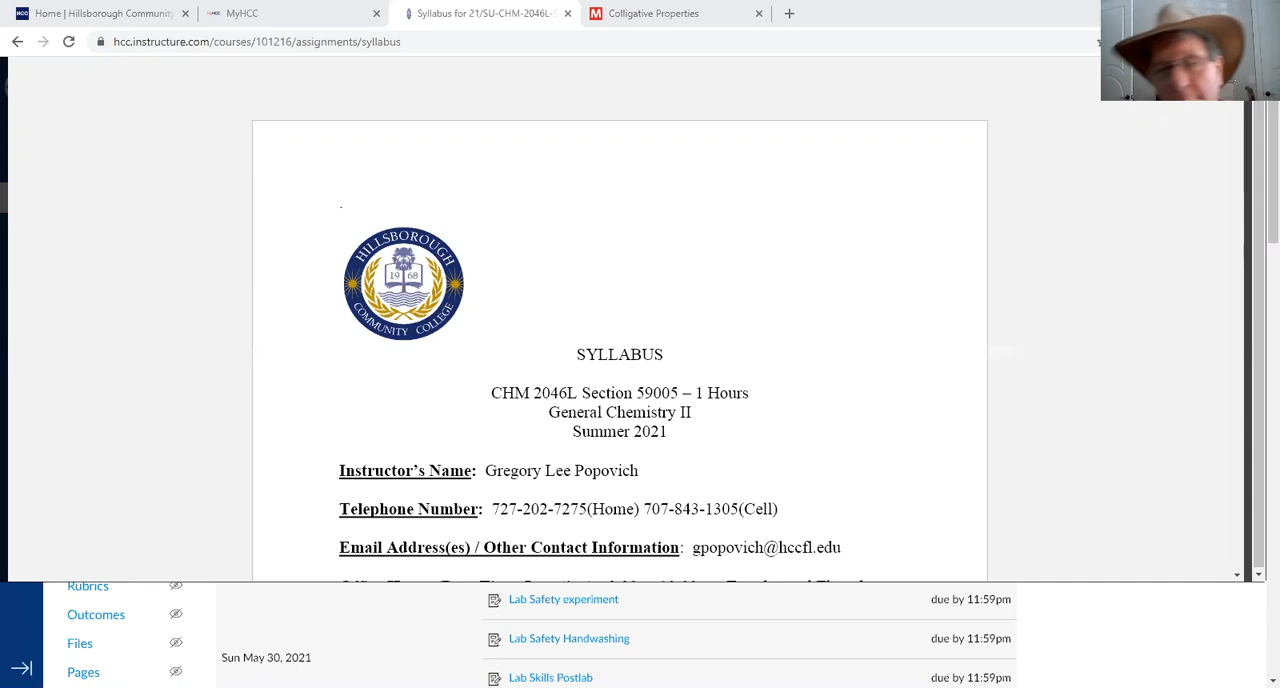 Home | Hillsborough Community
MyHCC
Syllabus for 21/SU-CHM-2046L-
Colligative Properties
hcc.instructure.com/courses/101216/assignments/syllabus
HILLSBOROUGH
19 68
COMMUNITY COLLEGE
SYLLABUS
CHM 2046L Section 59005 – 1 Hours
General Chemistry II
Summer 2021
Instructor's Name: Gregory Lee Popovich
Telephone Number: 727-202-7275(Home) 707-843-1305(Cell)
Email Address(es) / Other Contact Information: gpopovich@hccfl.edu
Rubrics
Lab Safety experiment due by 11:59pm
Outcomes
Lab Safety Handwashing due by 11:59pm
Files
Sun May 30, 2021
Pages
Lab Skills Postlab due by 11:59pm